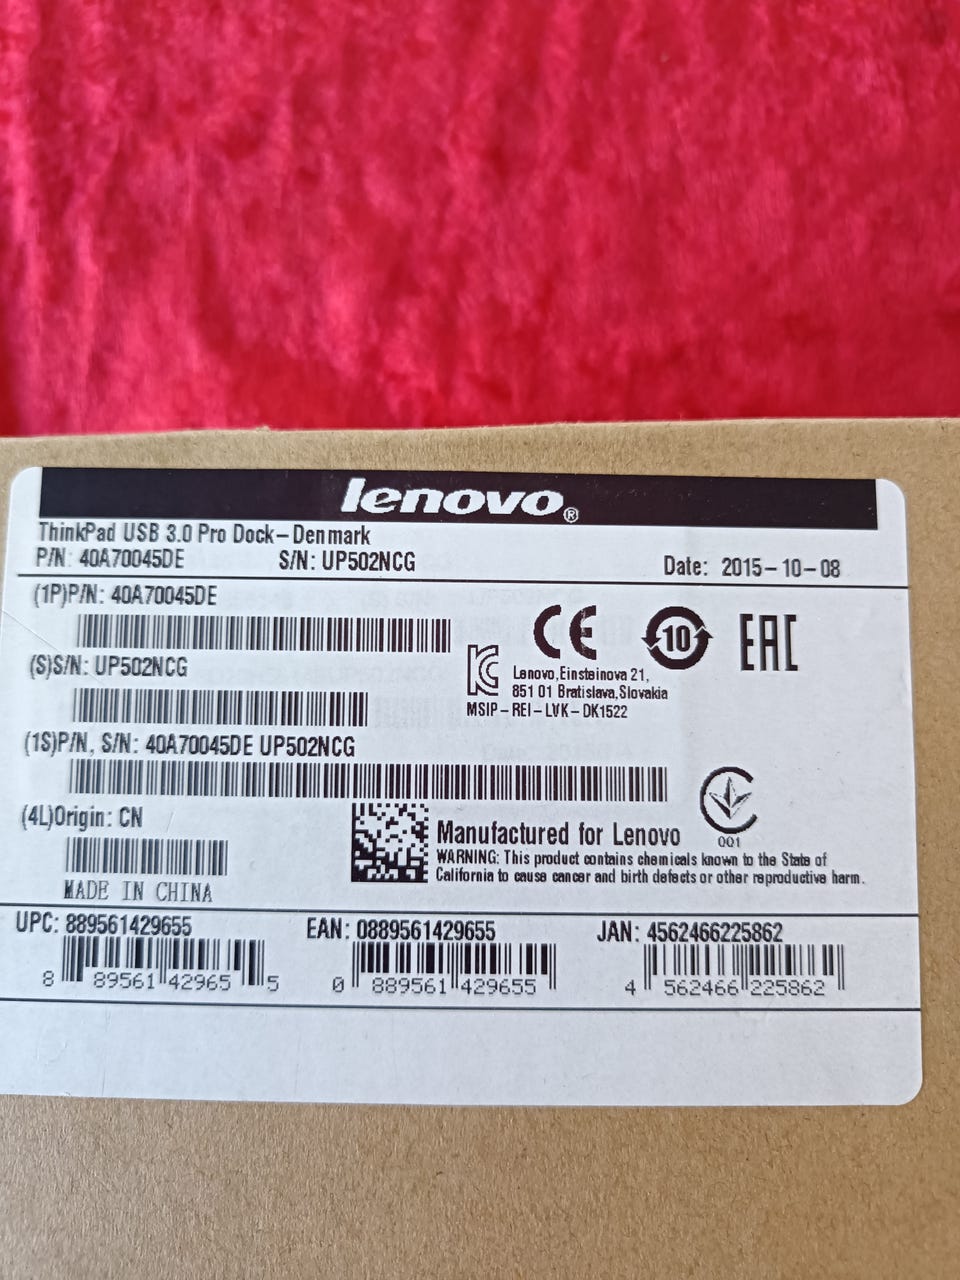 lenovo®
ThinkPad USB 3.0 Pro Dock-Denmark
P/N: 40A70045DE S/N: UP502NCG Date: 2015-10-08
(1P)P/N: 40A70045DE
CE 10 EAC
(S)S/N: UP502NCG
Lenovo,Einsteinova 21,
851 01 Bratislava,Slovakia
MSIP-REI-LVK-DK1522
(1S)P/N, S/N: 40A70045DE UP502NCG
001
(4L)Origin: CN
Manufactured for Lenovo
WARNING: This product contains chemicals known to the State of
California to cause cancer and birth defects or other reproductive harm.
MADE IN CHINA
UPC: 889561429655 EAN: 0889561429655 JAN: 4562466225862
8 89561 42965 5 0 889561 429655 4 562466 225862